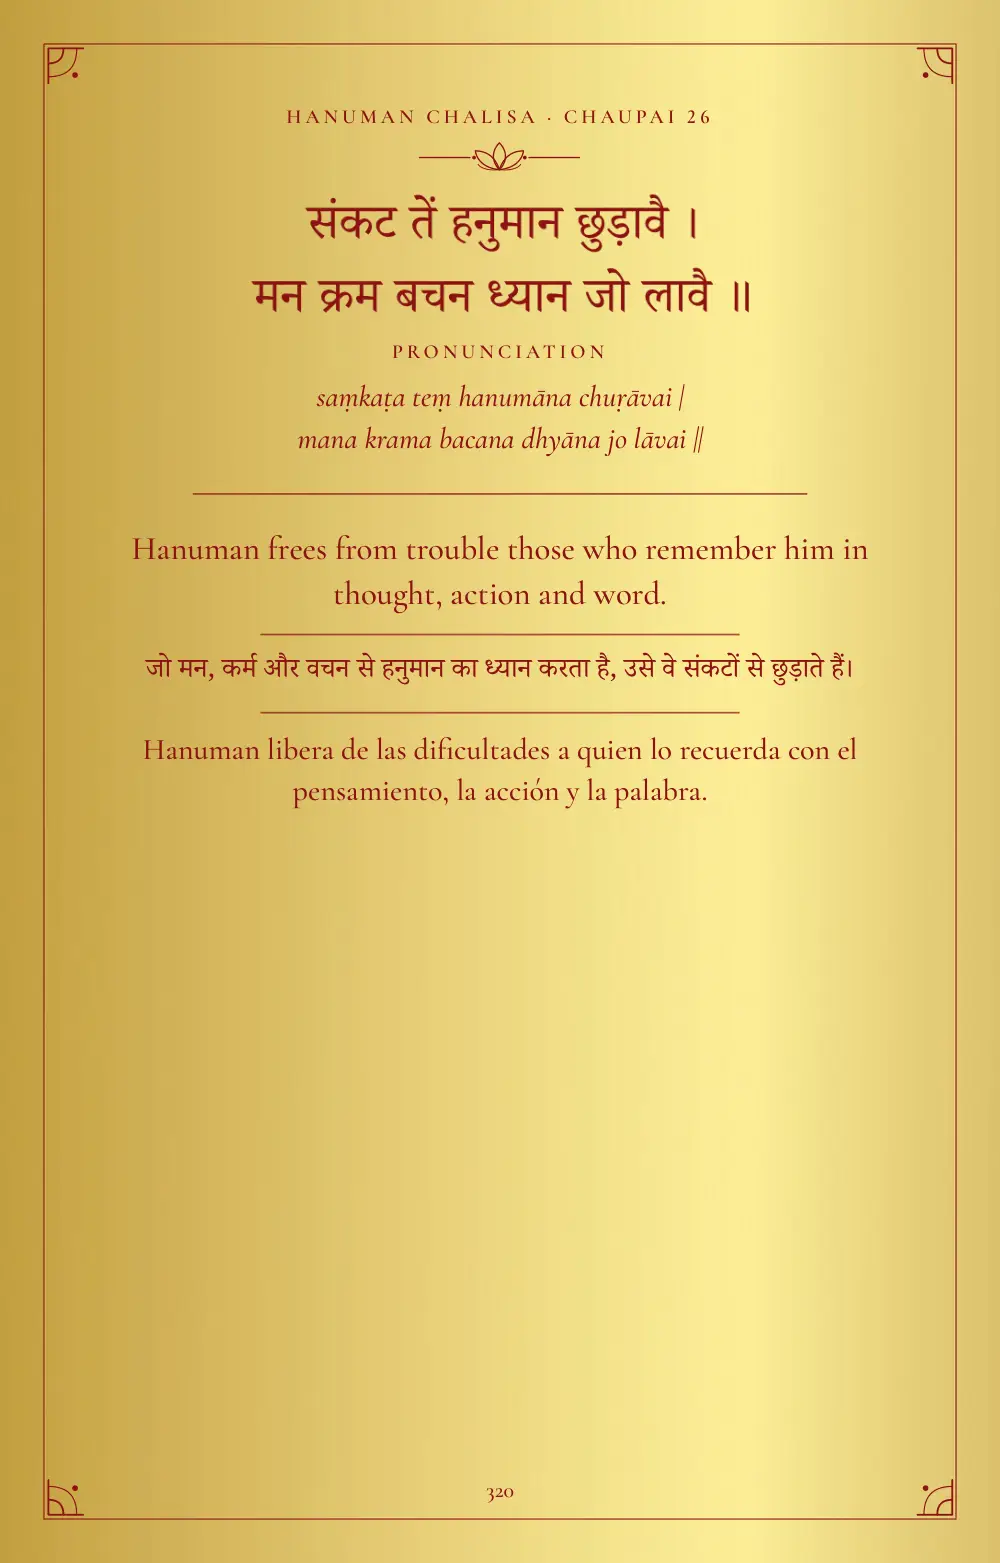 HANUMAN CHALISA · CHAUPAI 26
संकट तें हनुमान छुड़ावै ।
मन क्रम बचन ध्यान जो लावै ॥
PRONUNCIATION
saṃkaṭa teṃ hanumāna chuṛāvai |
mana krama bacana dhyāna jo lāvai ||
Hanuman frees from trouble those who remember him in
thought, action and word.
जो मन, कर्म और वचन से हनुमान का ध्यान करता है, उसे वे संकटों से छुड़ाते हैं।
Hanuman libera de las dificultades a quien lo recuerda con el
pensamiento, la acción y la palabra.
320